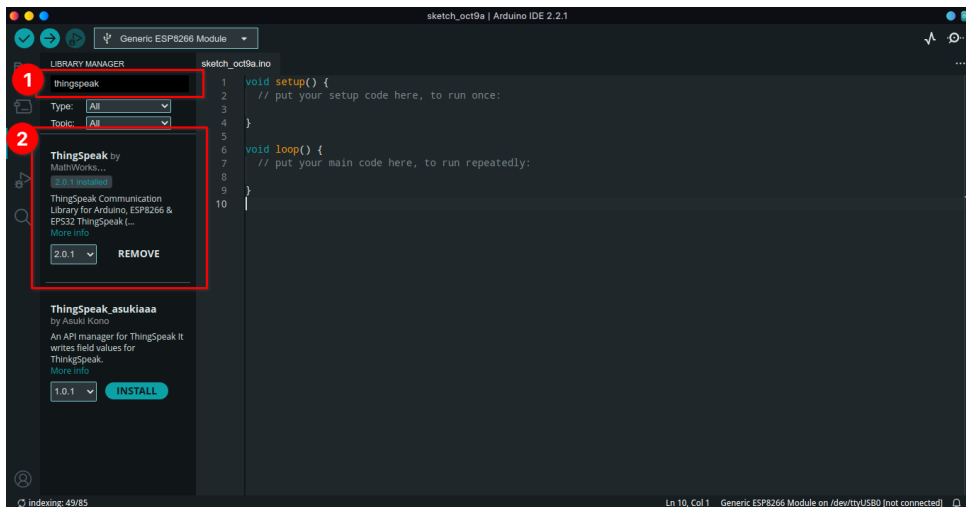 sketch_oct9a | Arduino IDE 2.2.1
Generic ESP8266 Module
LIBRARY MANAGER
sketch_oct9a.ino
...
1
thingspeak
Type: All
Topic: All
2
ThingSpeak by
MathWorks...
2.0.1 installed
ThingSpeak Communication
Library for Arduino, ESP8266 &
EPS32 ThingSpeak (...
More info
2.0.1 REMOVE
ThingSpeak_asukiaaa
by Asuki Kono
An API manager for ThingSpeak It
writes field values for
ThinkgSpeak.
More info
1.0.1 INSTALL
1 void setup() {
2 // put your setup code here, to run once:
3
4 }
5
6 void loop() {
7 // put your main code here, to run repeatedly:
8
9 }
10
indexing: 49/85
Ln 10, Col 1 Generic ESP8266 Module on /dev/ttyUSB0 [not connected]